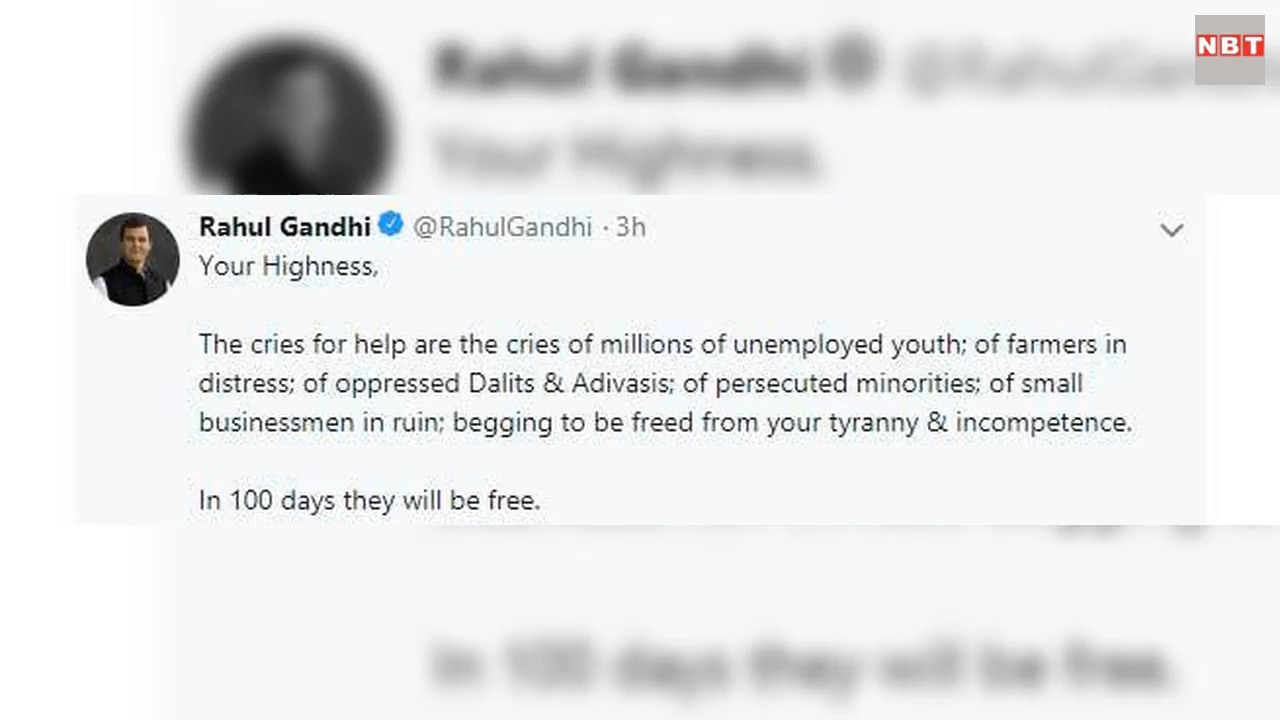 NBT
Rahul Gandhi @RahulGandhi · 3h
Your Highness,
The cries for help are the cries of millions of unemployed youth; of farmers in
distress; of oppressed Dalits & Adivasis; of persecuted minorities; of small
businessmen in ruin; begging to be freed from your tyranny & incompetence.
In 100 days they will be free.